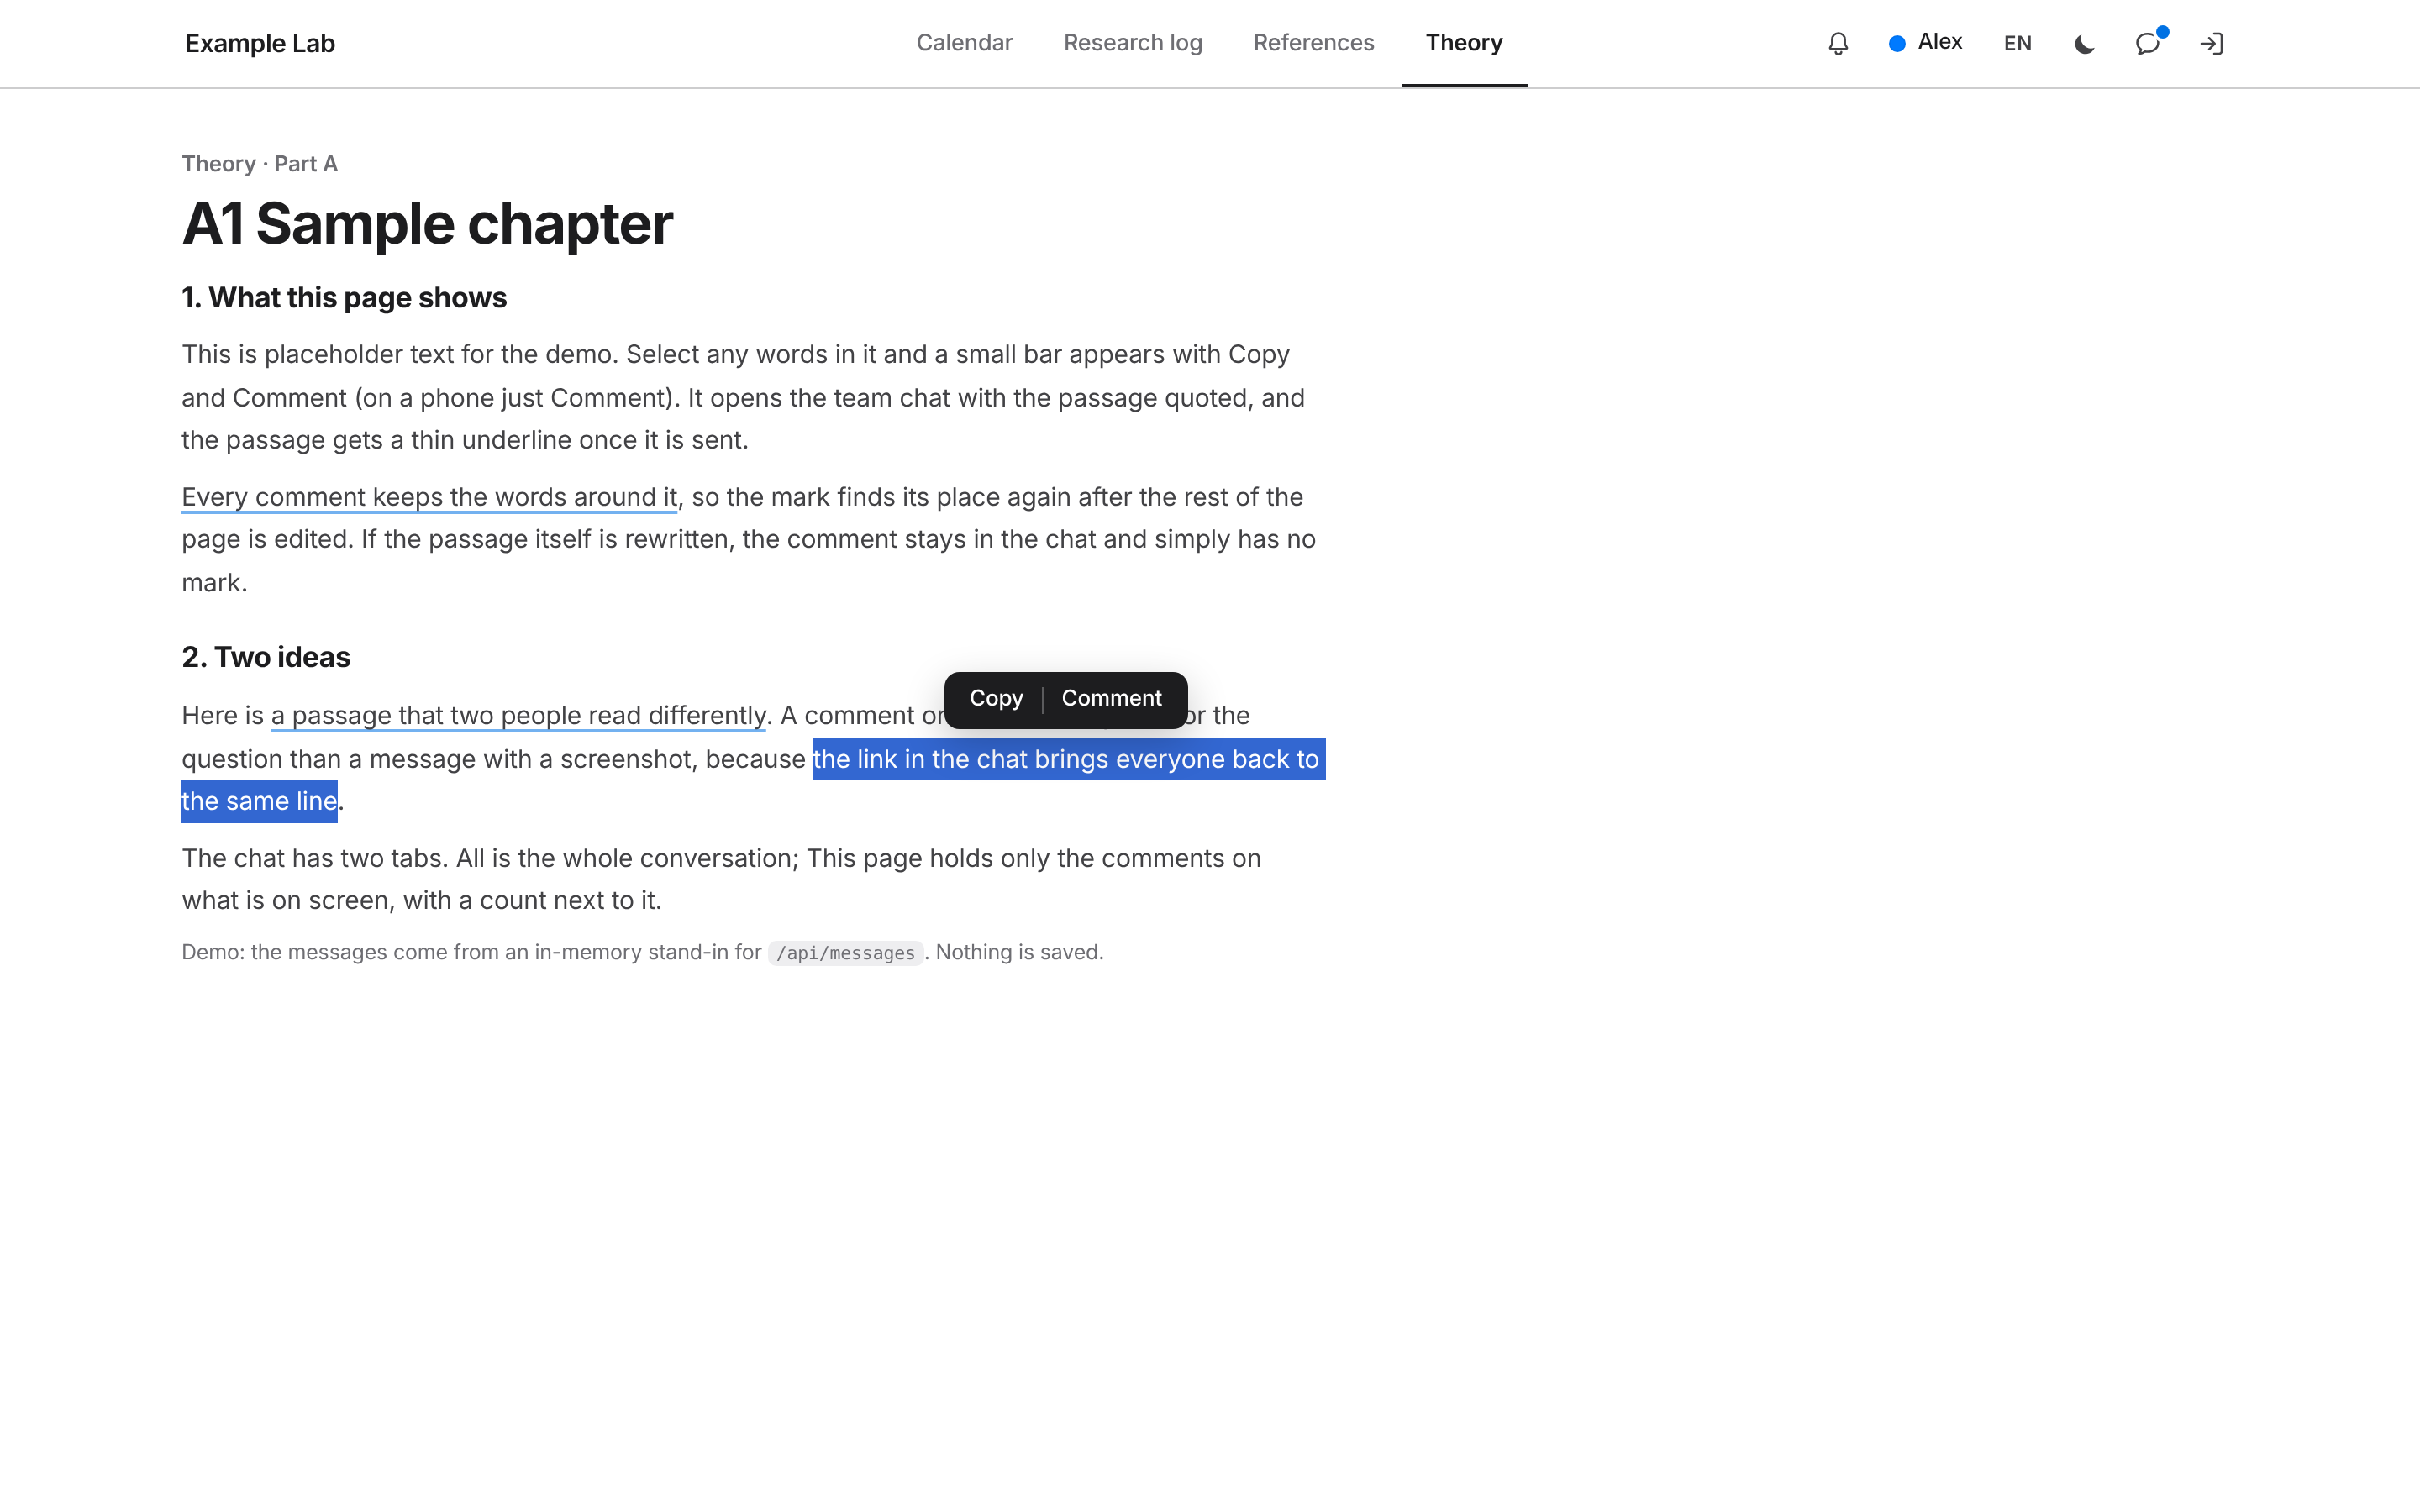 Example Lab
Calendar
Research log
References
Theory
Alex
EN
Theory · Part A
A1 Sample chapter
1. What this page shows
This is placeholder text for the demo. Select any words in it and a small bar appears with Copy
and Comment (on a phone just Comment). It opens the team chat with the passage quoted, and
the passage gets a thin underline once it is sent.
Every comment keeps the words around it, so the mark finds its place again after the rest of the
page is edited. If the passage itself is rewritten, the comment stays in the chat and simply has no
mark.
2. Two ideas
Copy
Comment
Here is a passage that two people read differently. A comment or the
question than a message with a screenshot, because the link in the chat brings everyone back to
the same line.
The chat has two tabs. All is the whole conversation; This page holds only the comments on
what is on screen, with a count next to it.
Demo: the messages come from an in-memory stand-in for /api/messages. Nothing is saved.